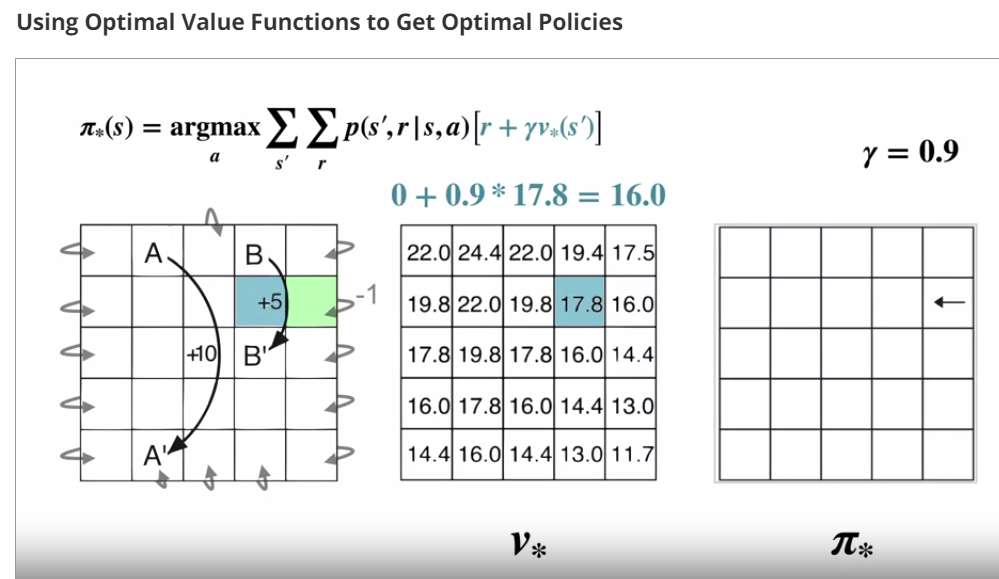 Using Optimal Value Functions to Get Optimal Policies
π*(s) = argmax ∑ ∑ p(s′, r | s, a) [r + γv*(s′)]
a s′ r
γ = 0.9
0 + 0.9 * 17.8 = 16.0
A B
+5 -1
+10 B'
A'
22.0 24.4 22.0 19.4 17.5
19.8 22.0 19.8 17.8 16.0
17.8 19.8 17.8 16.0 14.4
16.0 17.8 16.0 14.4 13.0
14.4 16.0 14.4 13.0 11.7
v*
π*